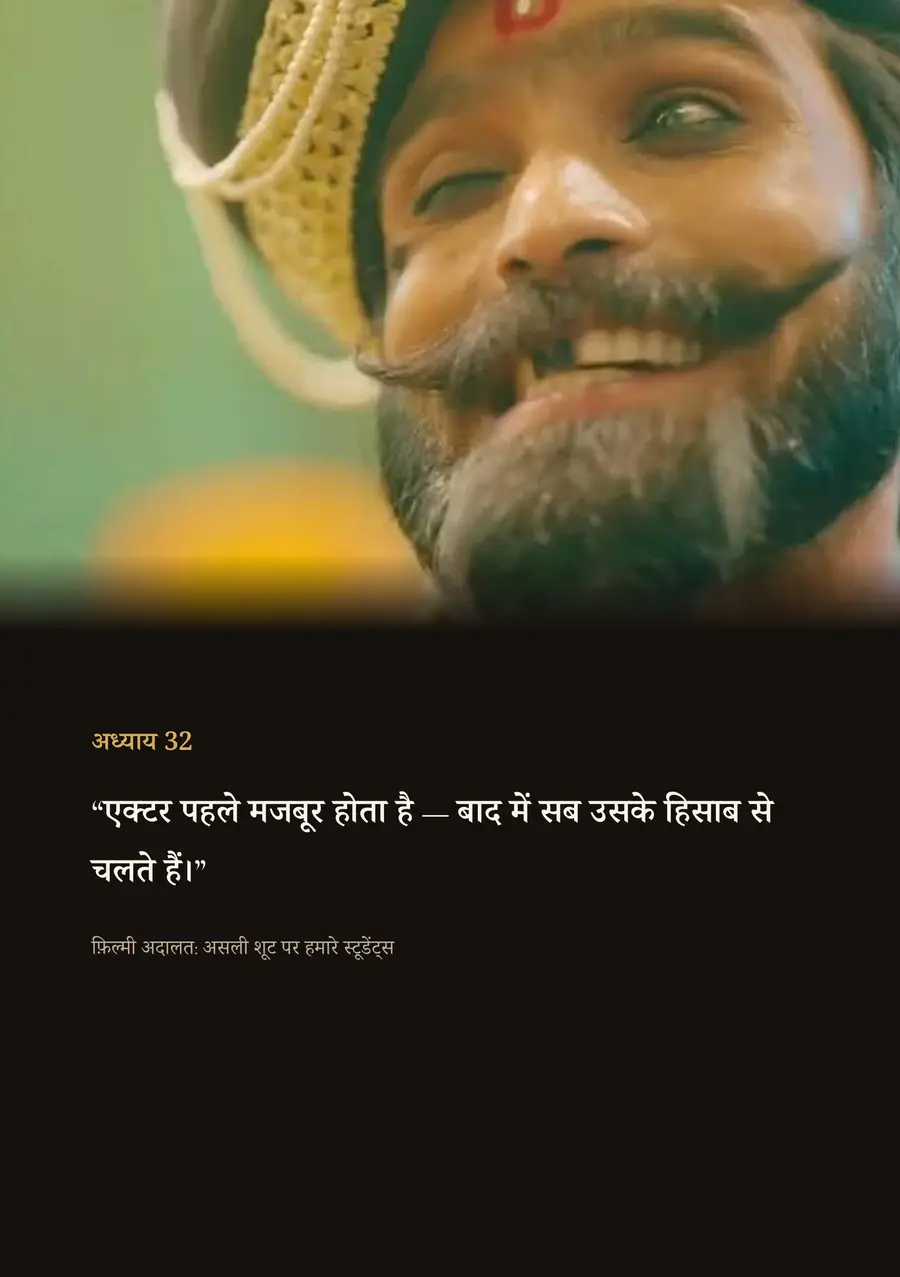 अध्याय 32
“एक्टर पहले मजबूर होता है — बाद में सब उसके हिसाब से
चलते हैं।”
फ़िल्मी अदालत: असली शूट पर हमारे स्टूडेंट्स